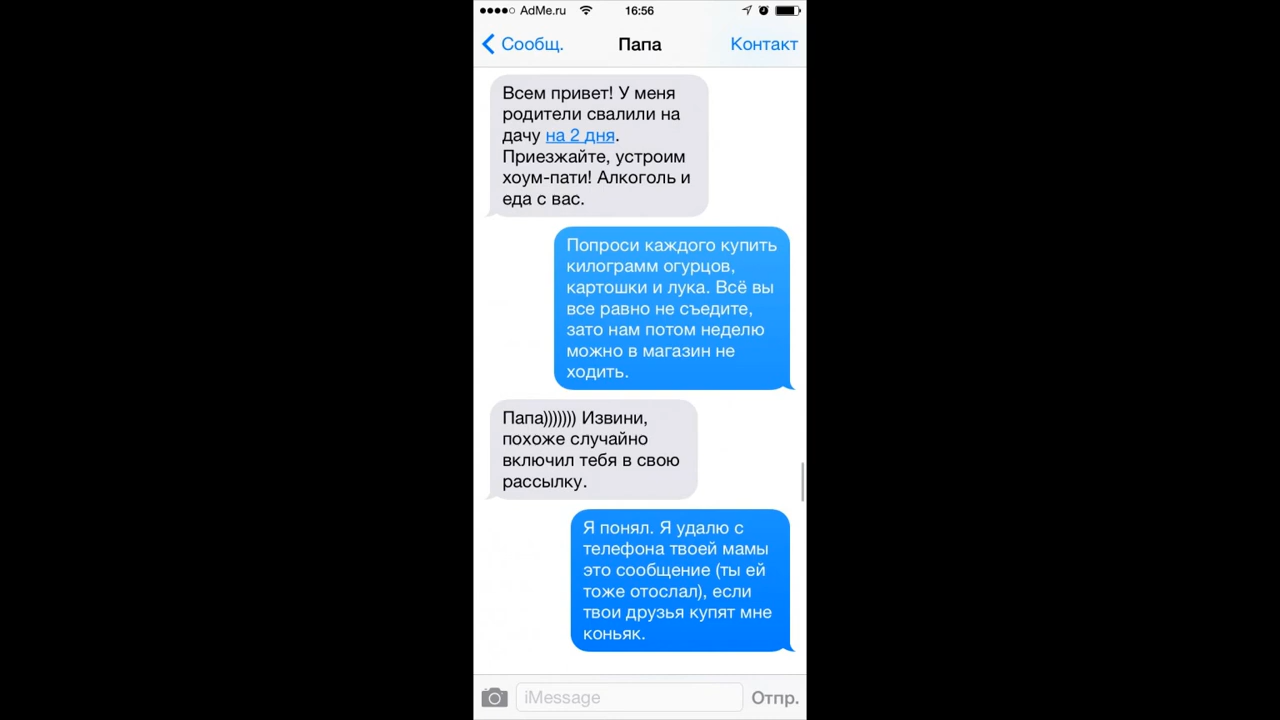 AdMe.ru 16:56
Сообщ. Папа Контакт
Всем привет! У меня
родители свалили на
дачу на 2 дня.
Приезжайте, устроим
хоум-пати! Алкоголь и
еда с вас.
Попроси каждого купить
килограмм огурцов,
картошки и лука. Всё вы
все равно не съедите,
зато нам потом неделю
можно в магазин не
ходить.
Папа))))))) Извини,
похоже случайно
включил тебя в свою
рассылку.
Я понял. Я удалю с
телефона твоей мамы
это сообщение (ты ей
тоже отослал), если
твои друзья купят мне
коньяк.
iMessage Отпр.